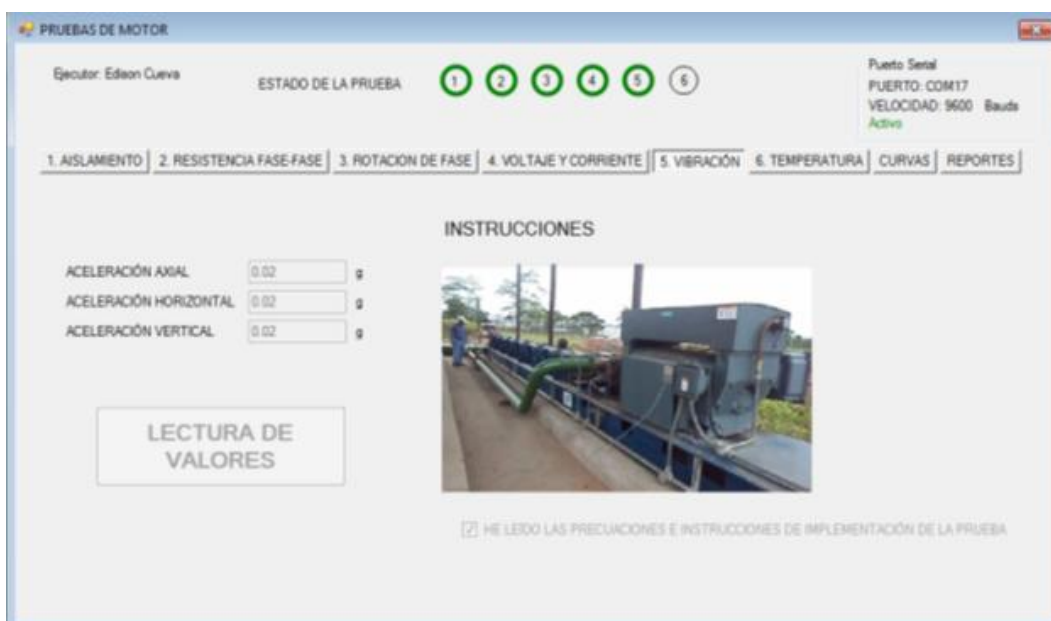 PRUEBAS DE MOTOR
Ejecutor: Edison Cueva
ESTADO DE LA PRUEBA
1 2 3 4 5 6
Puerto Serial
PUERTO: COM17
VELOCIDAD: 9600 Bauds
Activo
1. AISLAMIENTO 2. RESISTENCIA FASE-FASE 3. ROTACION DE FASE 4. VOLTAJE Y CORRIENTE 5. VIBRACIÓN 6. TEMPERATURA CURVAS REPORTES
INSTRUCCIONES
ACELERACIÓN AXIAL 0.02 g
ACELERACIÓN HORIZONTAL 0.02 g
ACELERACIÓN VERTICAL 0.02 g
LECTURA DE
VALORES
HE LEIDO LAS PRECUACIONES E INSTRUCCIONES DE IMPLEMENTACIÓN DE LA PRUEBA